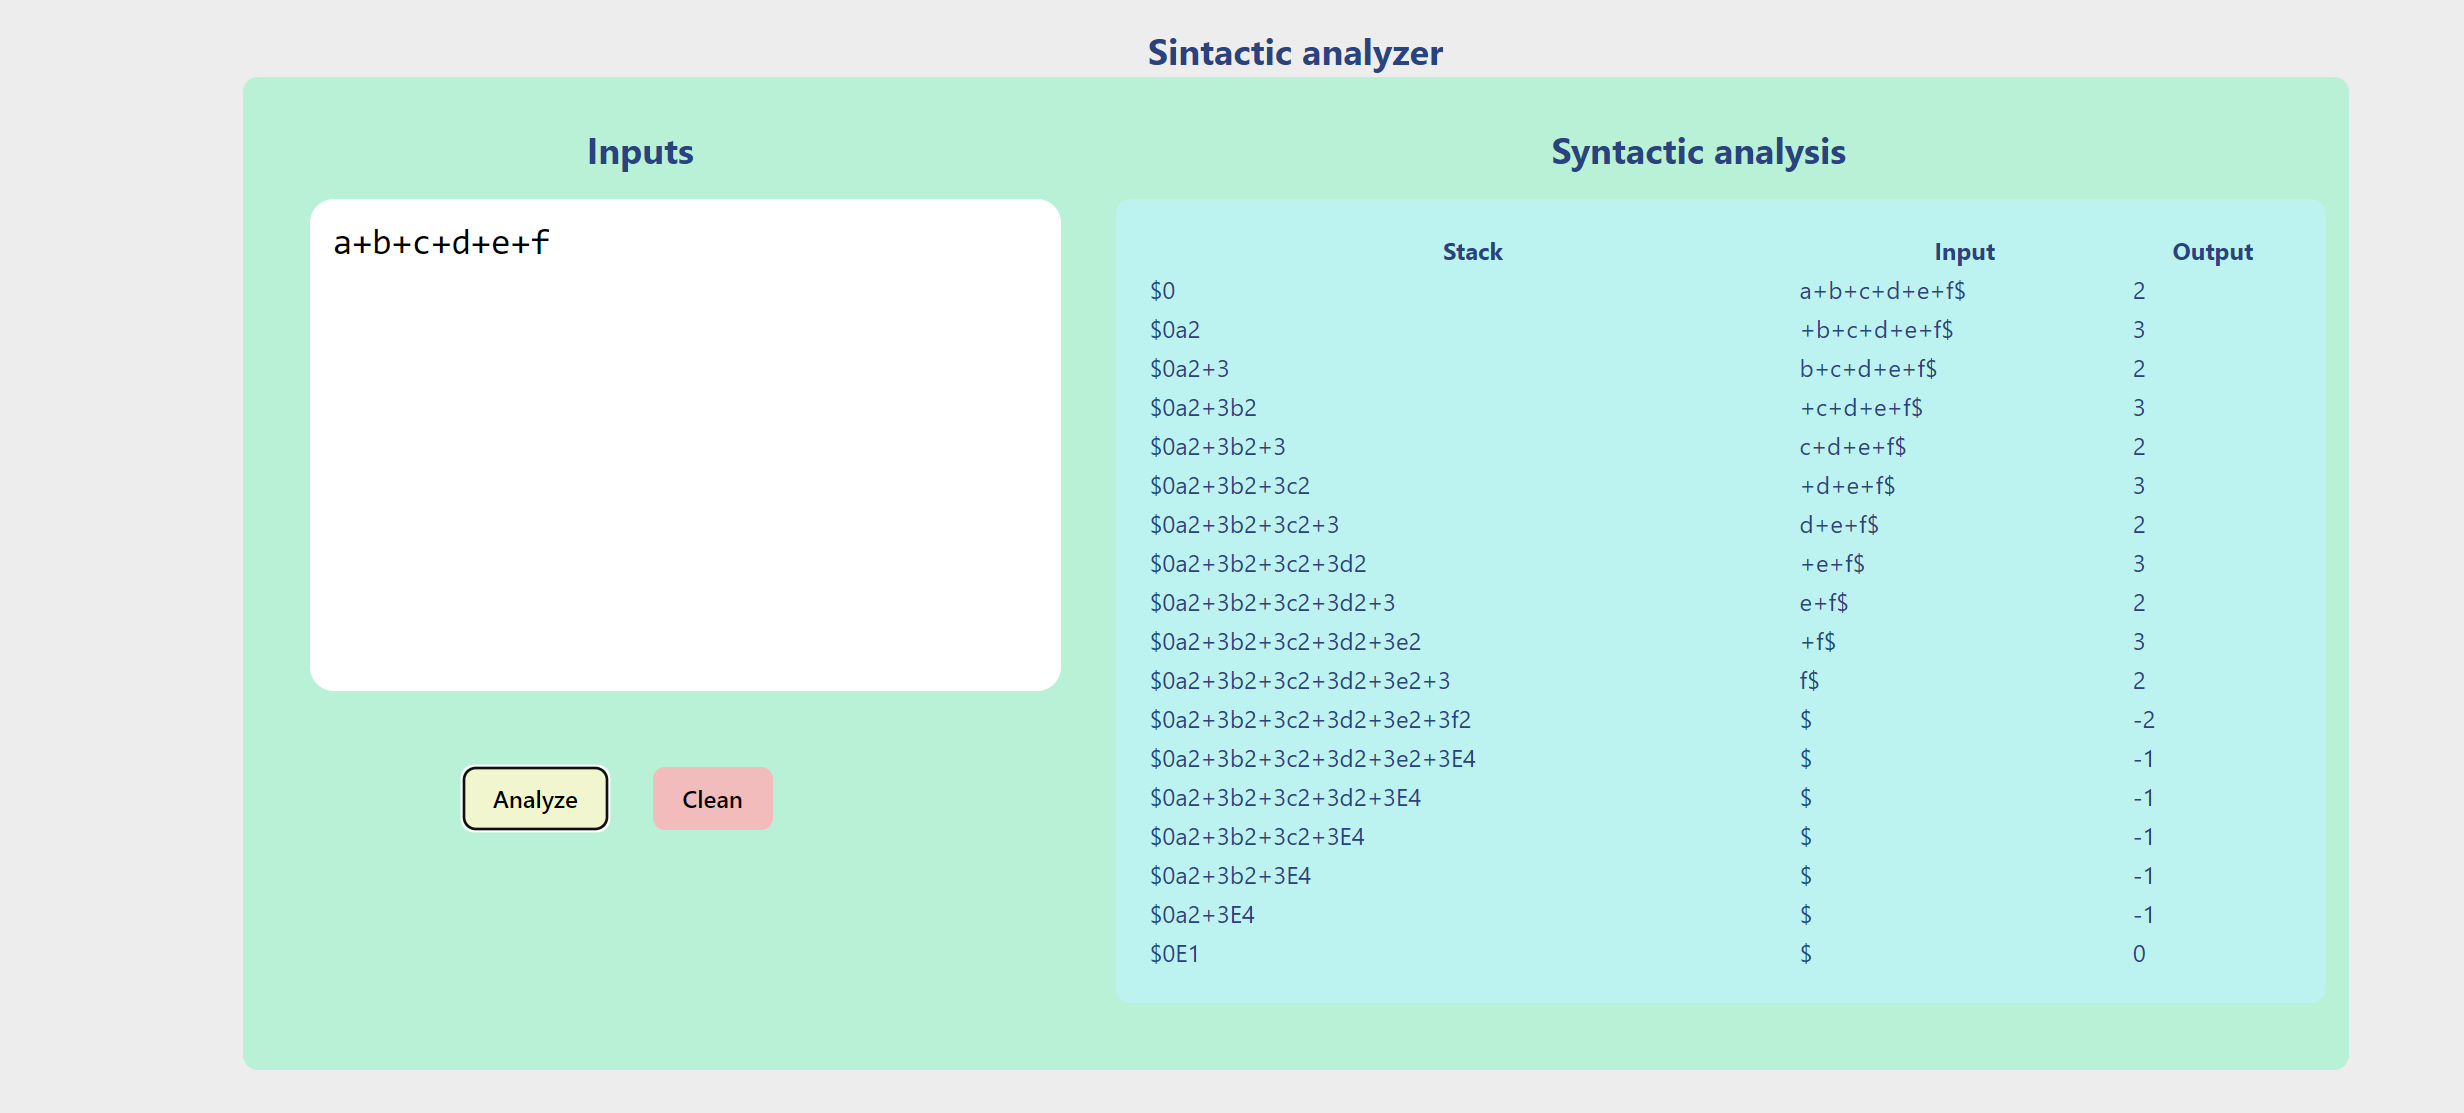 Sintactic analyzer
Inputs
a+b+c+d+e+f
Analyze Clean
Syntactic analysis
Stack Input Output
$0 a+b+c+d+e+f$ 2
$0a2 +b+c+d+e+f$ 3
$0a2+3 b+c+d+e+f$ 2
$0a2+3b2 +c+d+e+f$ 3
$0a2+3b2+3 c+d+e+f$ 2
$0a2+3b2+3c2 +d+e+f$ 3
$0a2+3b2+3c2+3 d+e+f$ 2
$0a2+3b2+3c2+3d2 +e+f$ 3
$0a2+3b2+3c2+3d2+3 e+f$ 2
$0a2+3b2+3c2+3d2+3e2 +f$ 3
$0a2+3b2+3c2+3d2+3e2+3 f$ 2
$0a2+3b2+3c2+3d2+3e2+3f2 $ -2
$0a2+3b2+3c2+3d2+3e2+3E4 $ -1
$0a2+3b2+3c2+3d2+3E4 $ -1
$0a2+3b2+3c2+3E4 $ -1
$0a2+3b2+3E4 $ -1
$0a2+3E4 $ -1
$0E1 $ 0